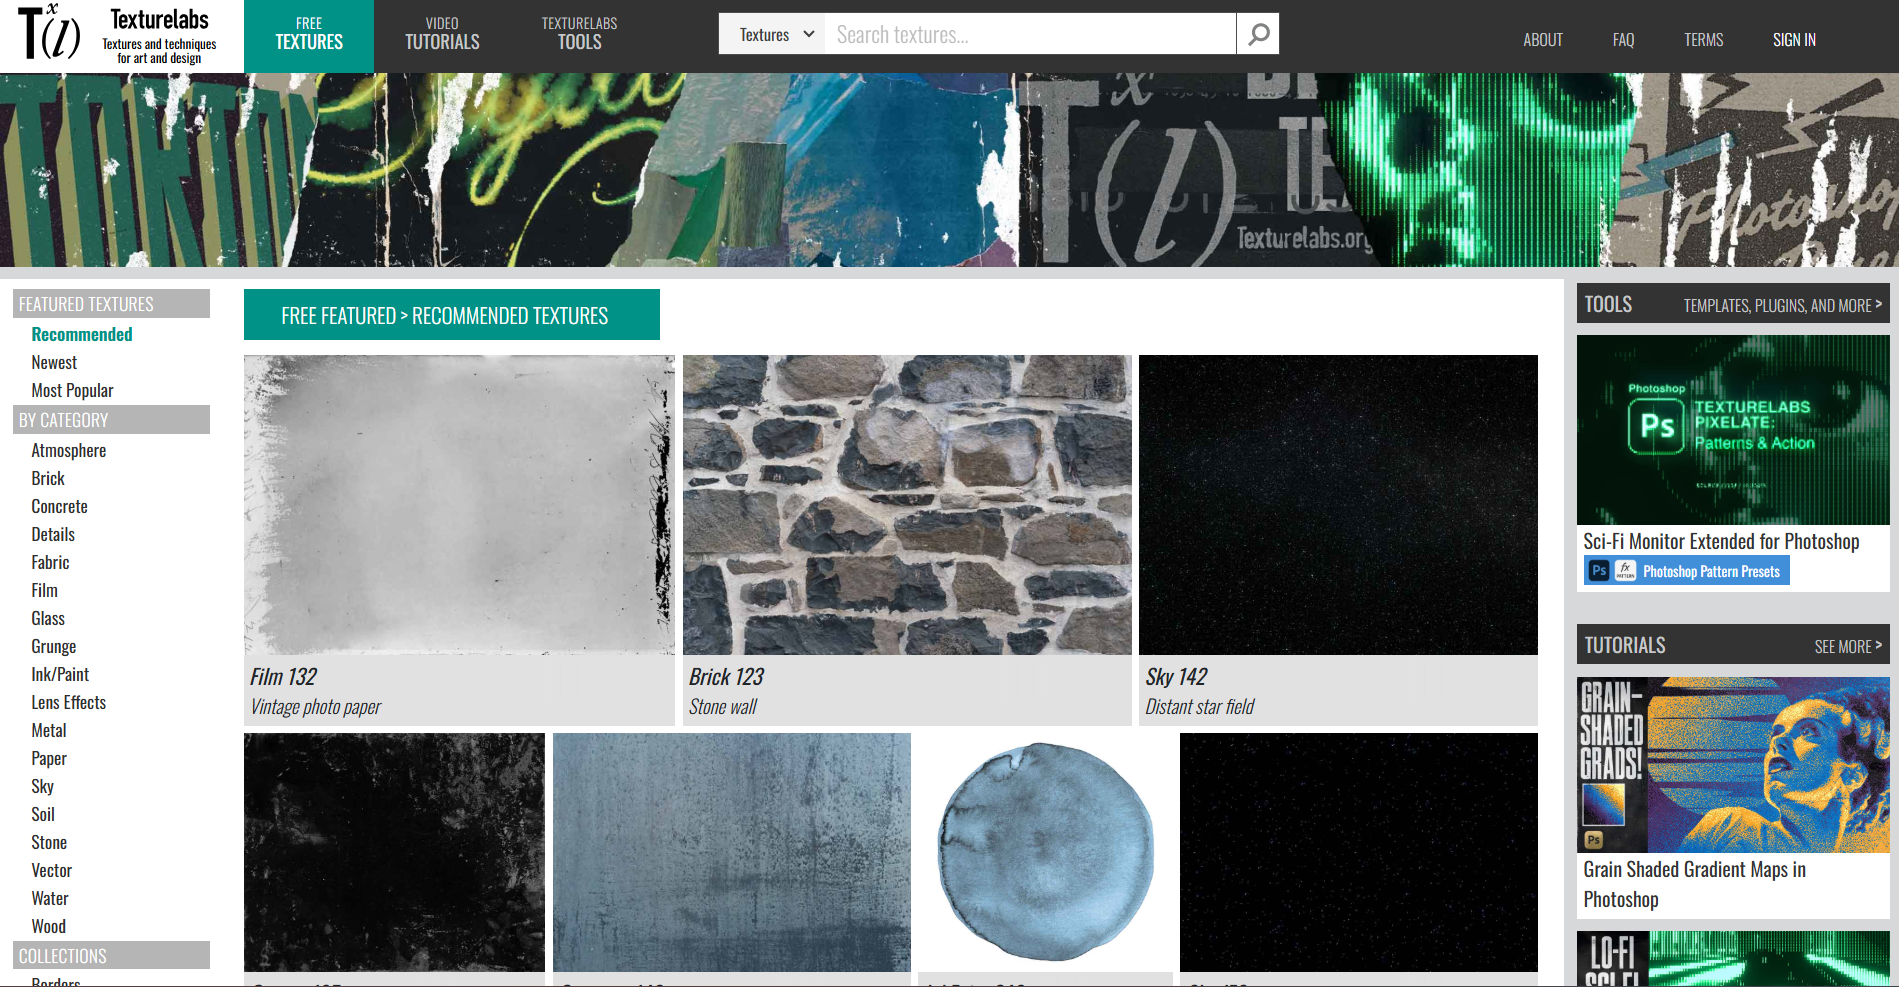 Tx(l)
Texturelabs
Textures and techniques
for art and design
FREE
TEXTURES
VIDEO
TUTORIALS
TEXTURELABS
TOOLS
Textures
Search textures...
ABOUT
FAQ
TERMS
SIGN IN
Texturelabs.org
Photoshop
FEATURED TEXTURES
Recommended
Newest
Most Popular
BY CATEGORY
Atmosphere
Brick
Concrete
Details
Fabric
Film
Glass
Grunge
Ink/Paint
Lens Effects
Metal
Paper
Sky
Soil
Stone
Vector
Water
Wood
COLLECTIONS
Borders
FREE FEATURED > RECOMMENDED TEXTURES
Film 132
Vintage photo paper
Brick 123
Stone wall
Sky 142
Distant star field
TOOLS
TEMPLATES, PLUGINS, AND MORE >
Photoshop
Ps
TEXTURELABS
PIXELATE:
Patterns & Action
Sci-Fi Monitor Extended for Photoshop
Ps fx PATTERN Photoshop Pattern Presets
TUTORIALS
SEE MORE >
GRAIN-
SHADED
GRADS!
Ps
Grain Shaded Gradient Maps in
Photoshop
LO-FI
SCI-FI